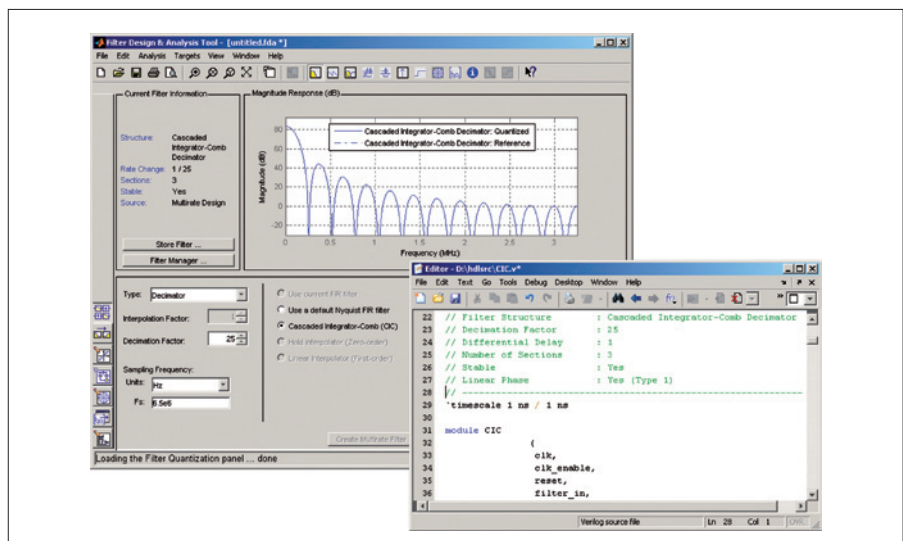 Filter Design & Analysis Tool - [untitled.fda *]
File Edit Analysis Targets View Window Help
Current Filter Information
Structure: Cascaded
Integrator-Comb
Decimator
Rate Change: 1 / 25
Sections: 3
Stable: Yes
Source: Multirate Design
Store Filter ...
Filter Manager ...
Magnitude Response (dB)
Cascaded Integrator-Comb Decimator: Quantized
Cascaded Integrator-Comb Decimator: Reference
Magnitude (dB)
80
60
40
20
0
-20
0 0.5 1 1.5 2 2.5 3
Frequency (MHz)
Type: Decimator
Interpolation Factor: 1
Decimation Factor: 25
Sampling Frequency:
Units: Hz
Fs: 6.5e6
Use current FIR filter
Use a default Nyquist FIR filter
Cascaded Integrator-Comb (CIC)
Hold Interpolator (Zero-order)
Linear Interpolator (First-order)
Create Multirate Filter
Loading the Filter Quantization panel ... done
Editor - D:\hdlsrc\CIC.v*
File Edit Text Go Tools Debug Desktop Window Help
22 // Filter Structure : Cascaded Integrator-Comb Decimator
23 // Decimation Factor : 25
24 // Differential Delay : 1
25 // Number of Sections : 3
26 // Stable : Yes
27 // Linear Phase : Yes (Type 1)
28 // -------------------------------------------------------------
29 `timescale 1 ns / 1 ns
30
31 module CIC
32 (
33 clk,
34 clk_enable,
35 reset,
36 filter_in,
Verilog source file Ln 28 Col 1 OVR